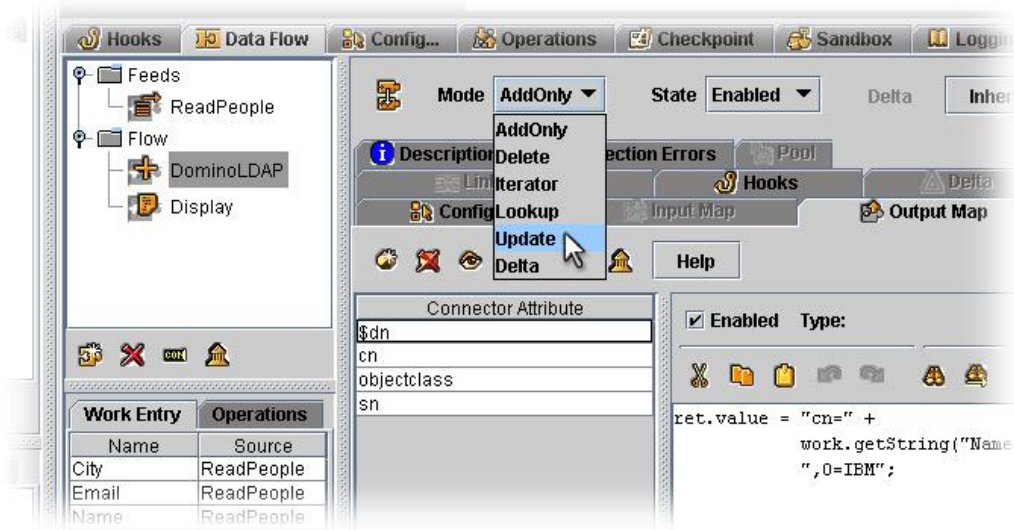 Hooks Data Flow Config... Operations Checkpoint Sandbox
Feeds
ReadPeople
Flow
DominoLDAP
Display
Mode AddOnly State Enabled Delta
AddOnly
Delete
Iterator
Lookup
Update
Delta
Errors Pool
Hooks Delta
Input Map Output Map
Help
Connector Attribute
$dn
cn
objectclass
sn
Enabled Type:
CON
Work Entry Operations
Name Source
City ReadPeople
Email ReadPeople
Name ReadPeople
ret.value = "cn=" +
work.getString("Name
",O=IBM";